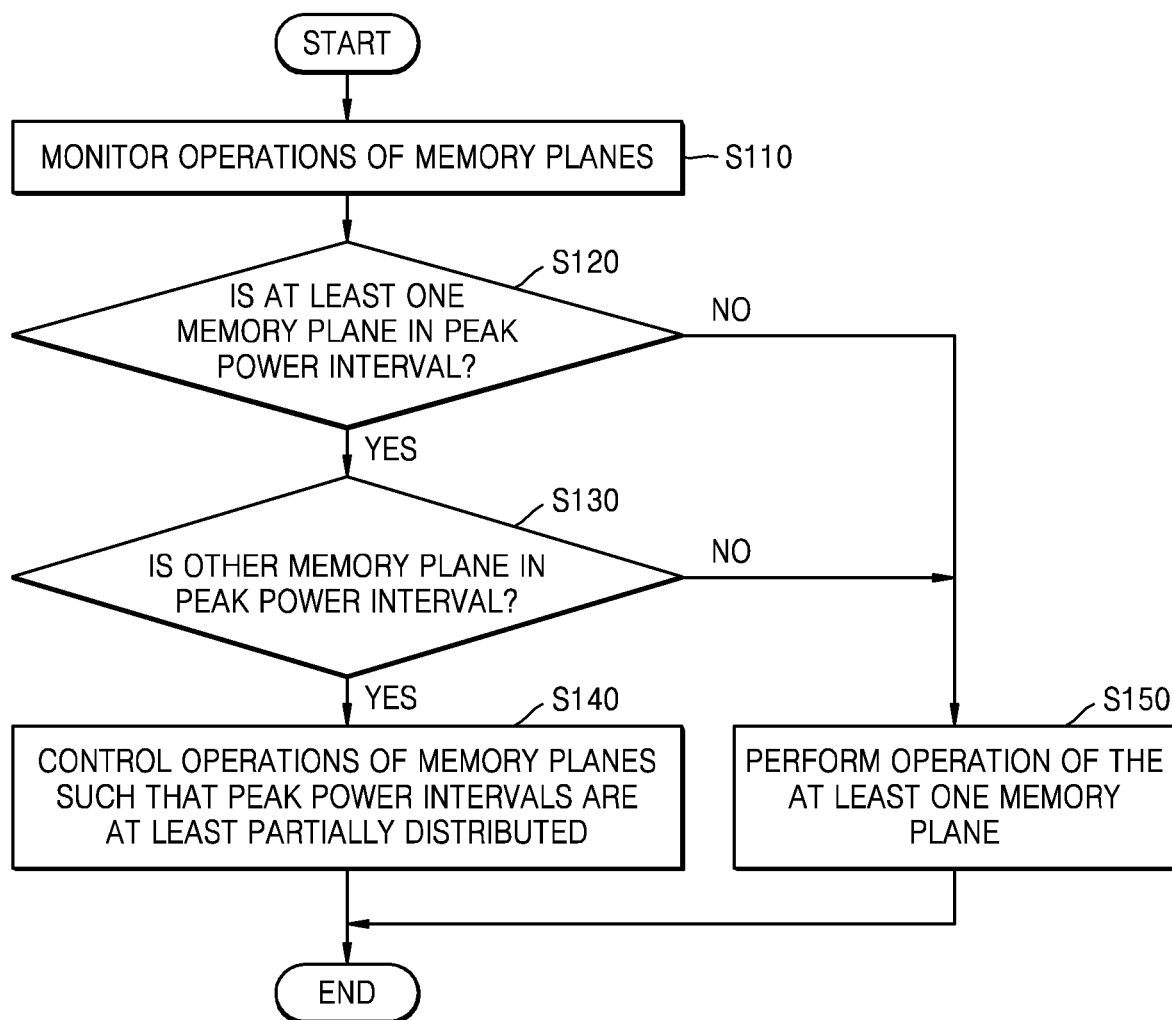 START
MONITOR OPERATIONS OF MEMORY PLANES
S110
S120
IS AT LEAST ONE
MEMORY PLANE IN PEAK
POWER INTERVAL?
NO
YES
S130
IS OTHER MEMORY PLANE IN
PEAK POWER INTERVAL?
NO
YES
S140
CONTROL OPERATIONS OF MEMORY PLANES
SUCH THAT PEAK POWER INTERVALS ARE
AT LEAST PARTIALLY DISTRIBUTED
S150
PERFORM OPERATION OF THE
AT LEAST ONE MEMORY
PLANE
END